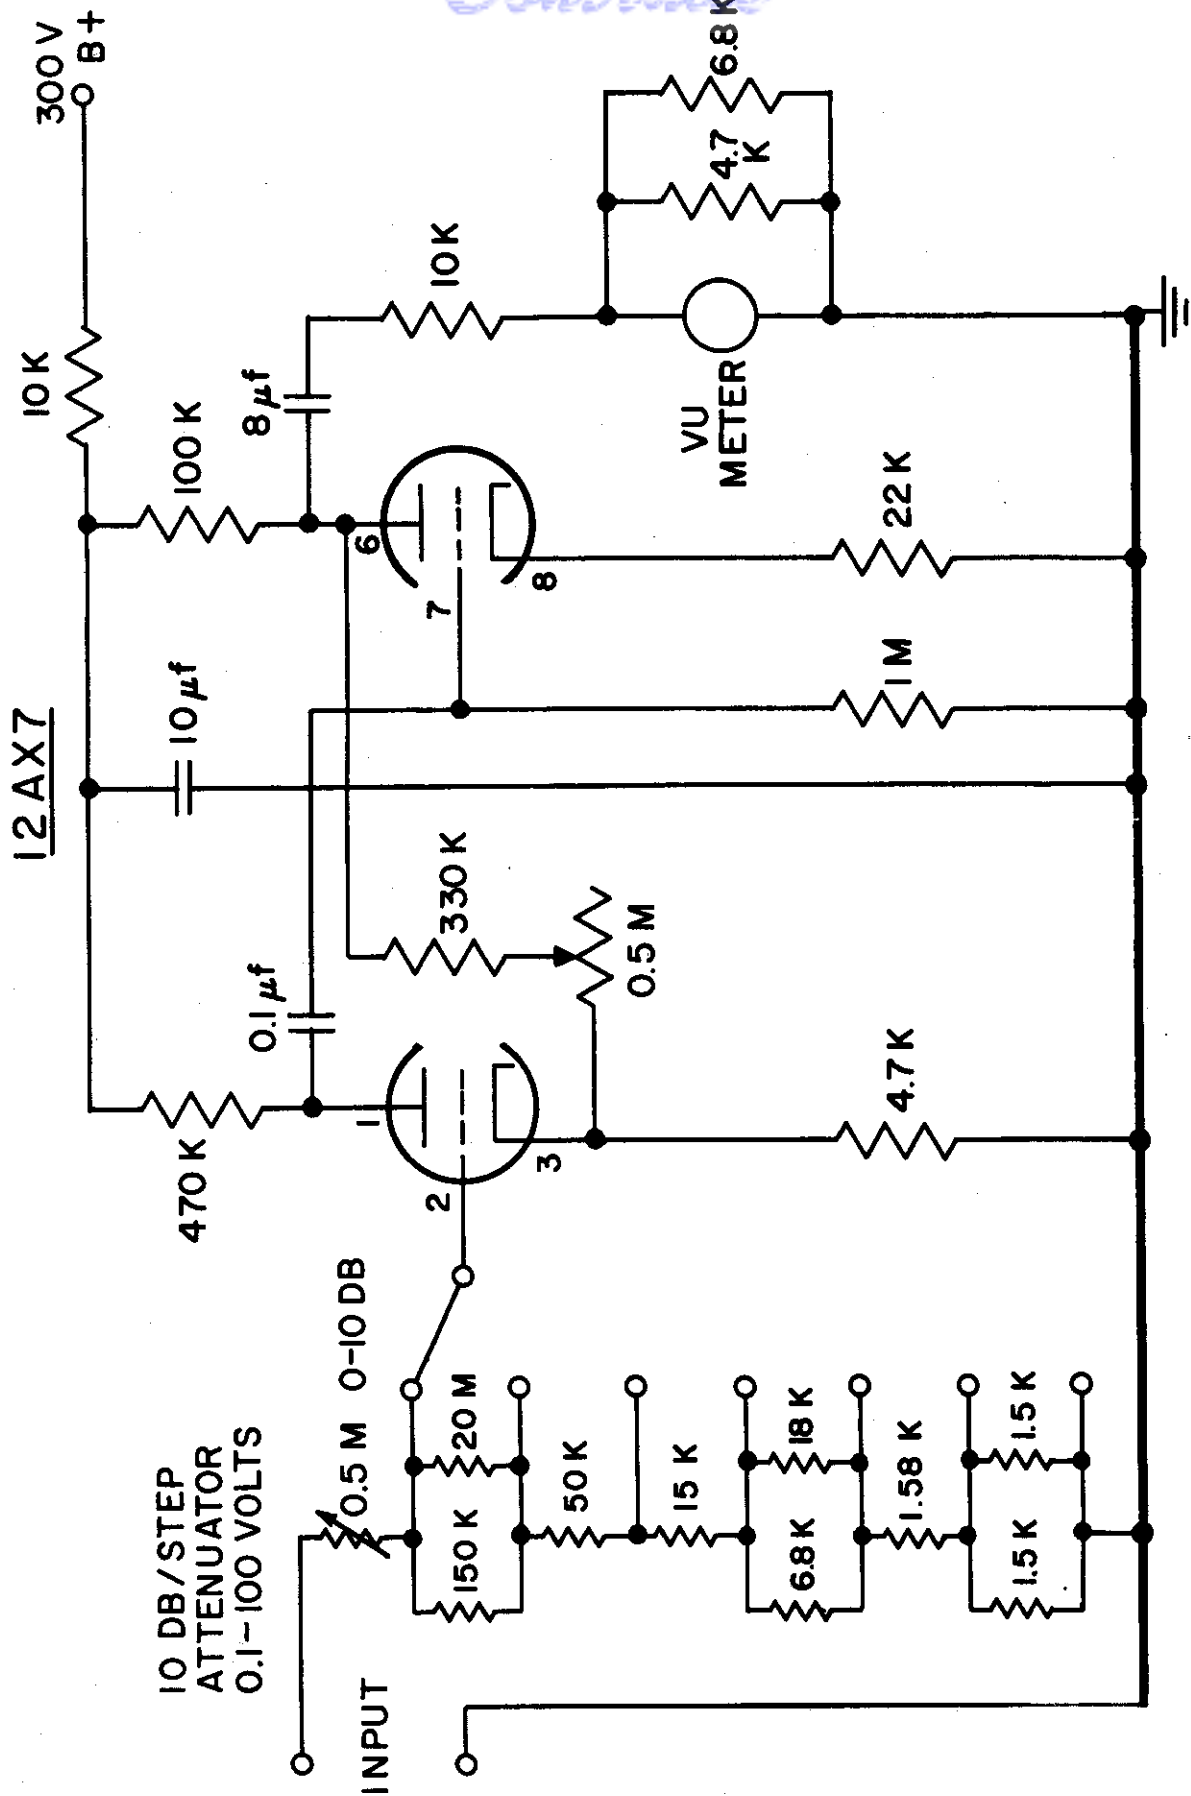 12AX7
300 V
B+
10 K
470 K
100 K
10 µf
0.1 µf
8 µf
10 K
330 K
0.5 M
1
2
3
6
7
8
VU
METER
4.7
K
6.8 K
4.7 K
1 M
22 K
10 DB/STEP
ATTENUATOR
0.1-100 VOLTS
0.5 M
0-10 DB
INPUT
150 K
20 M
50 K
15 K
6.8 K
18 K
1.58 K
1.5 K
1.5 K